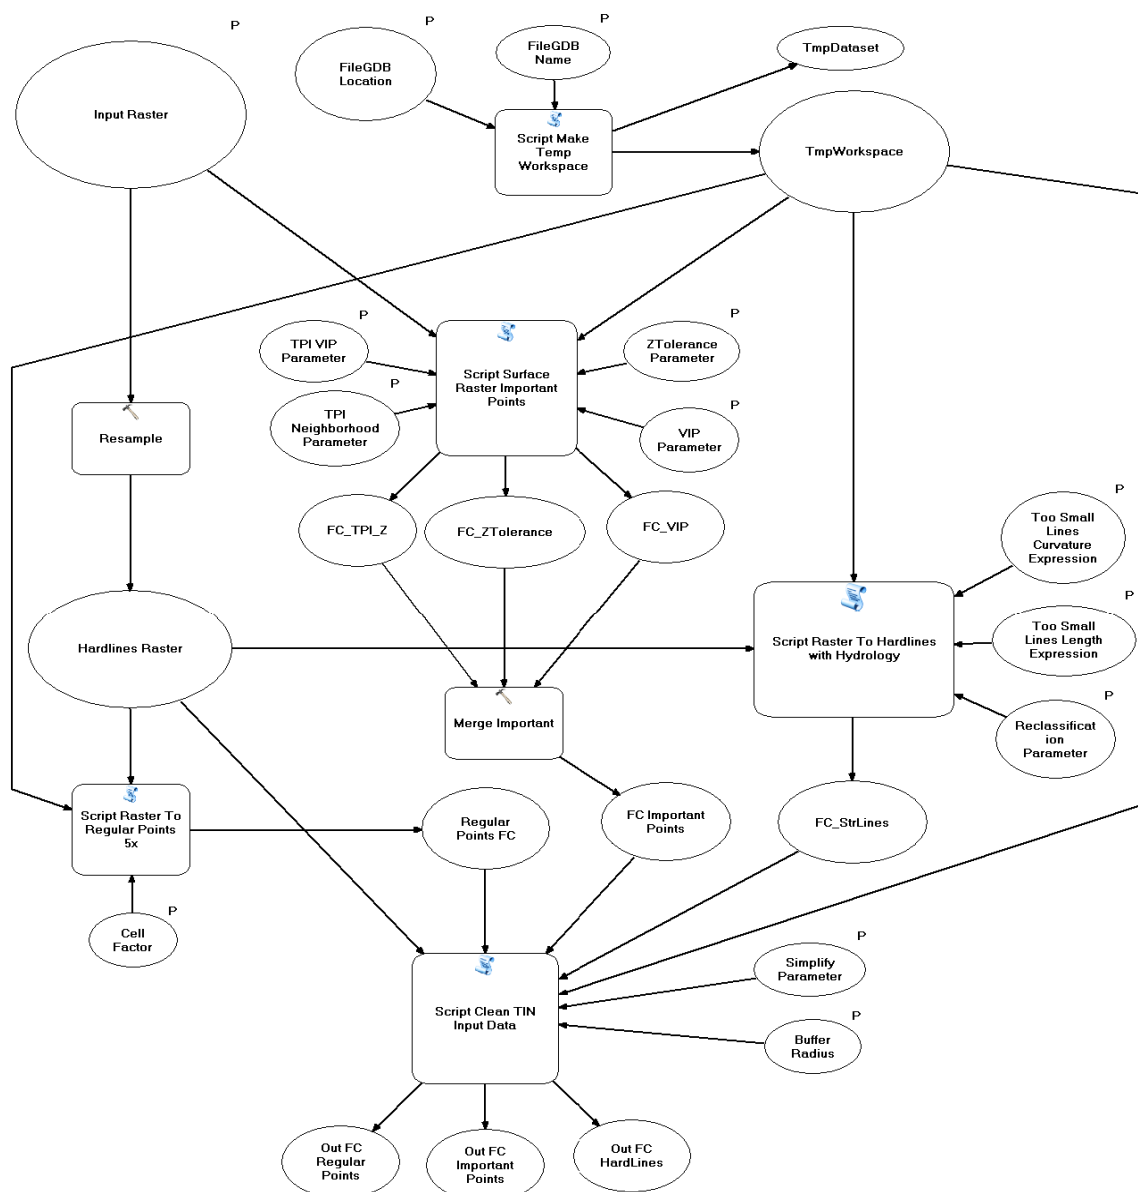 P
Input Raster
P
FileGDB
Location
P
FileGDB
Name
TmpDataset
Script Make
Temp
Workspace
TmpWorkspace
P
TPI VIP
Parameter
P
TPI
Neighborhood
Parameter
Script Surface
Raster Important
Points
P
ZTolerance
Parameter
P
VIP
Parameter
Resample
FC_TPI_Z
FC_ZTolerance
FC_VIP
P
Too Small
Lines
Curvature
Expression
P
Too Small
Lines Length
Expression
P
Reclassificat
ion
Parameter
Hardlines Raster
Script Raster To Hardlines
with Hydrology
Merge Important
Script Raster To
Regular Points
5x
Regular
Points FC
FC Important
Points
FC_StrLines
P
Cell
Factor
Script Clean TIN
Input Data
P
Simplify
Parameter
P
Buffer
Radius
Out FC
Regular
Points
Out FC
Important
Points
Out FC
HardLines